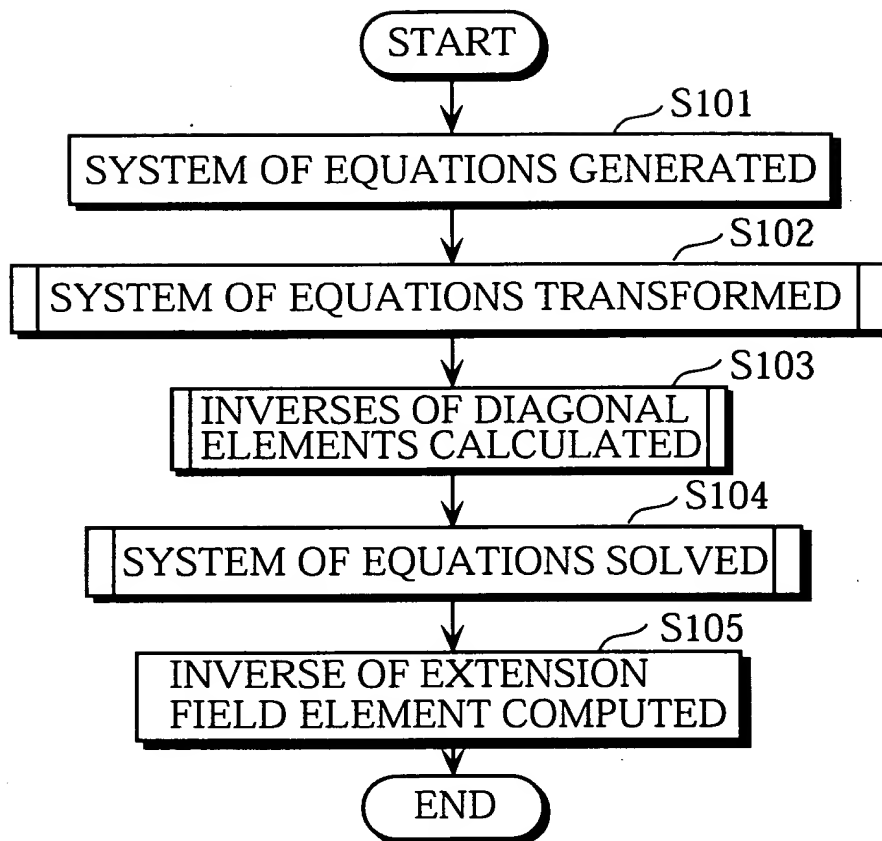 START
S101
SYSTEM OF EQUATIONS GENERATED
S102
SYSTEM OF EQUATIONS TRANSFORMED
S103
INVERSES OF DIAGONAL
ELEMENTS CALCULATED
S104
SYSTEM OF EQUATIONS SOLVED
S105
INVERSE OF EXTENSION
FIELD ELEMENT COMPUTED
END